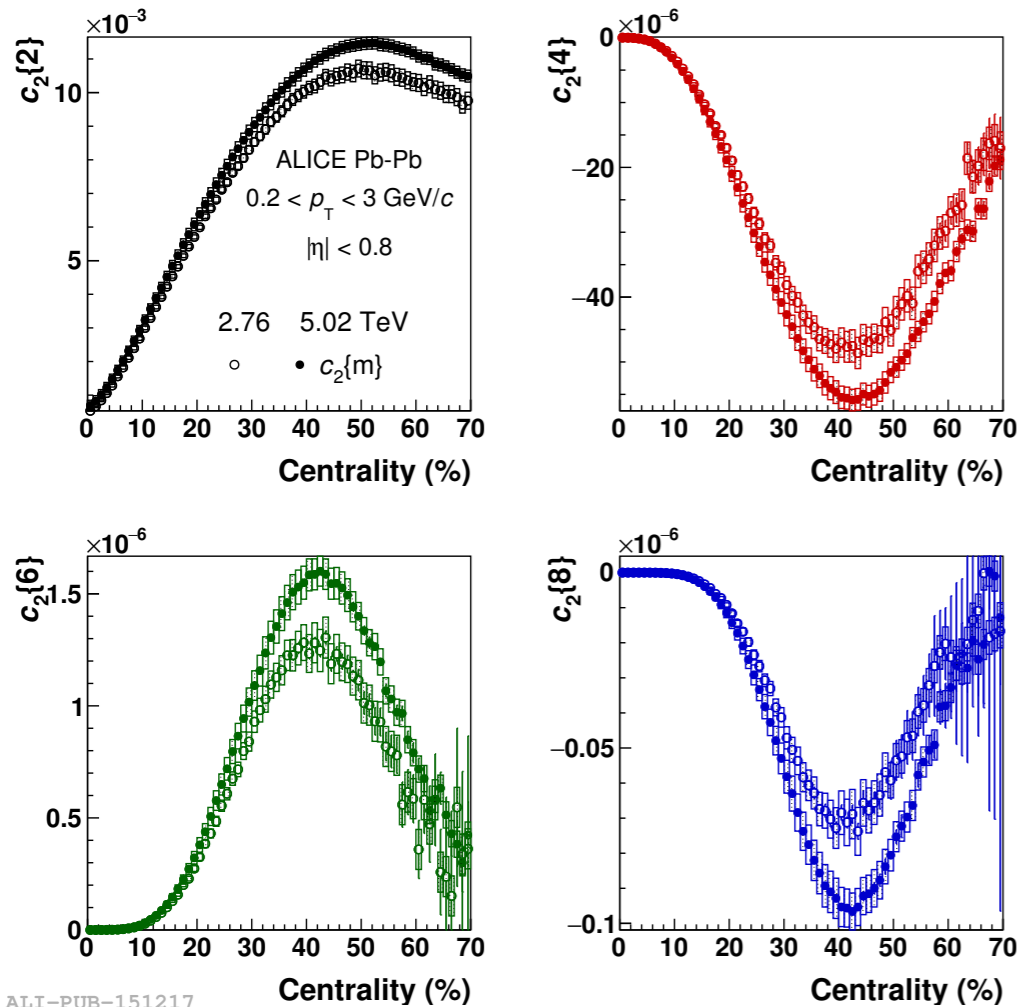 ×10⁻³
c₂{2}
10
5
ALICE Pb-Pb
0.2 < p_T < 3 GeV/c
|η| < 0.8
2.76 5.02 TeV
c₂{m}
0 10 20 30 40 50 60 70
Centrality (%)
×10⁻⁶
c₂{4}
0
−20
−40
0 10 20 30 40 50 60 70
Centrality (%)
×10⁻⁶
c₂{6}
1.5
1
0.5
0
0 10 20 30 40 50 60 70
Centrality (%)
×10⁻⁶
c₂{8}
0
−0.05
−0.1
0 10 20 30 40 50 60 70
Centrality (%)
ALI-PUB-151217